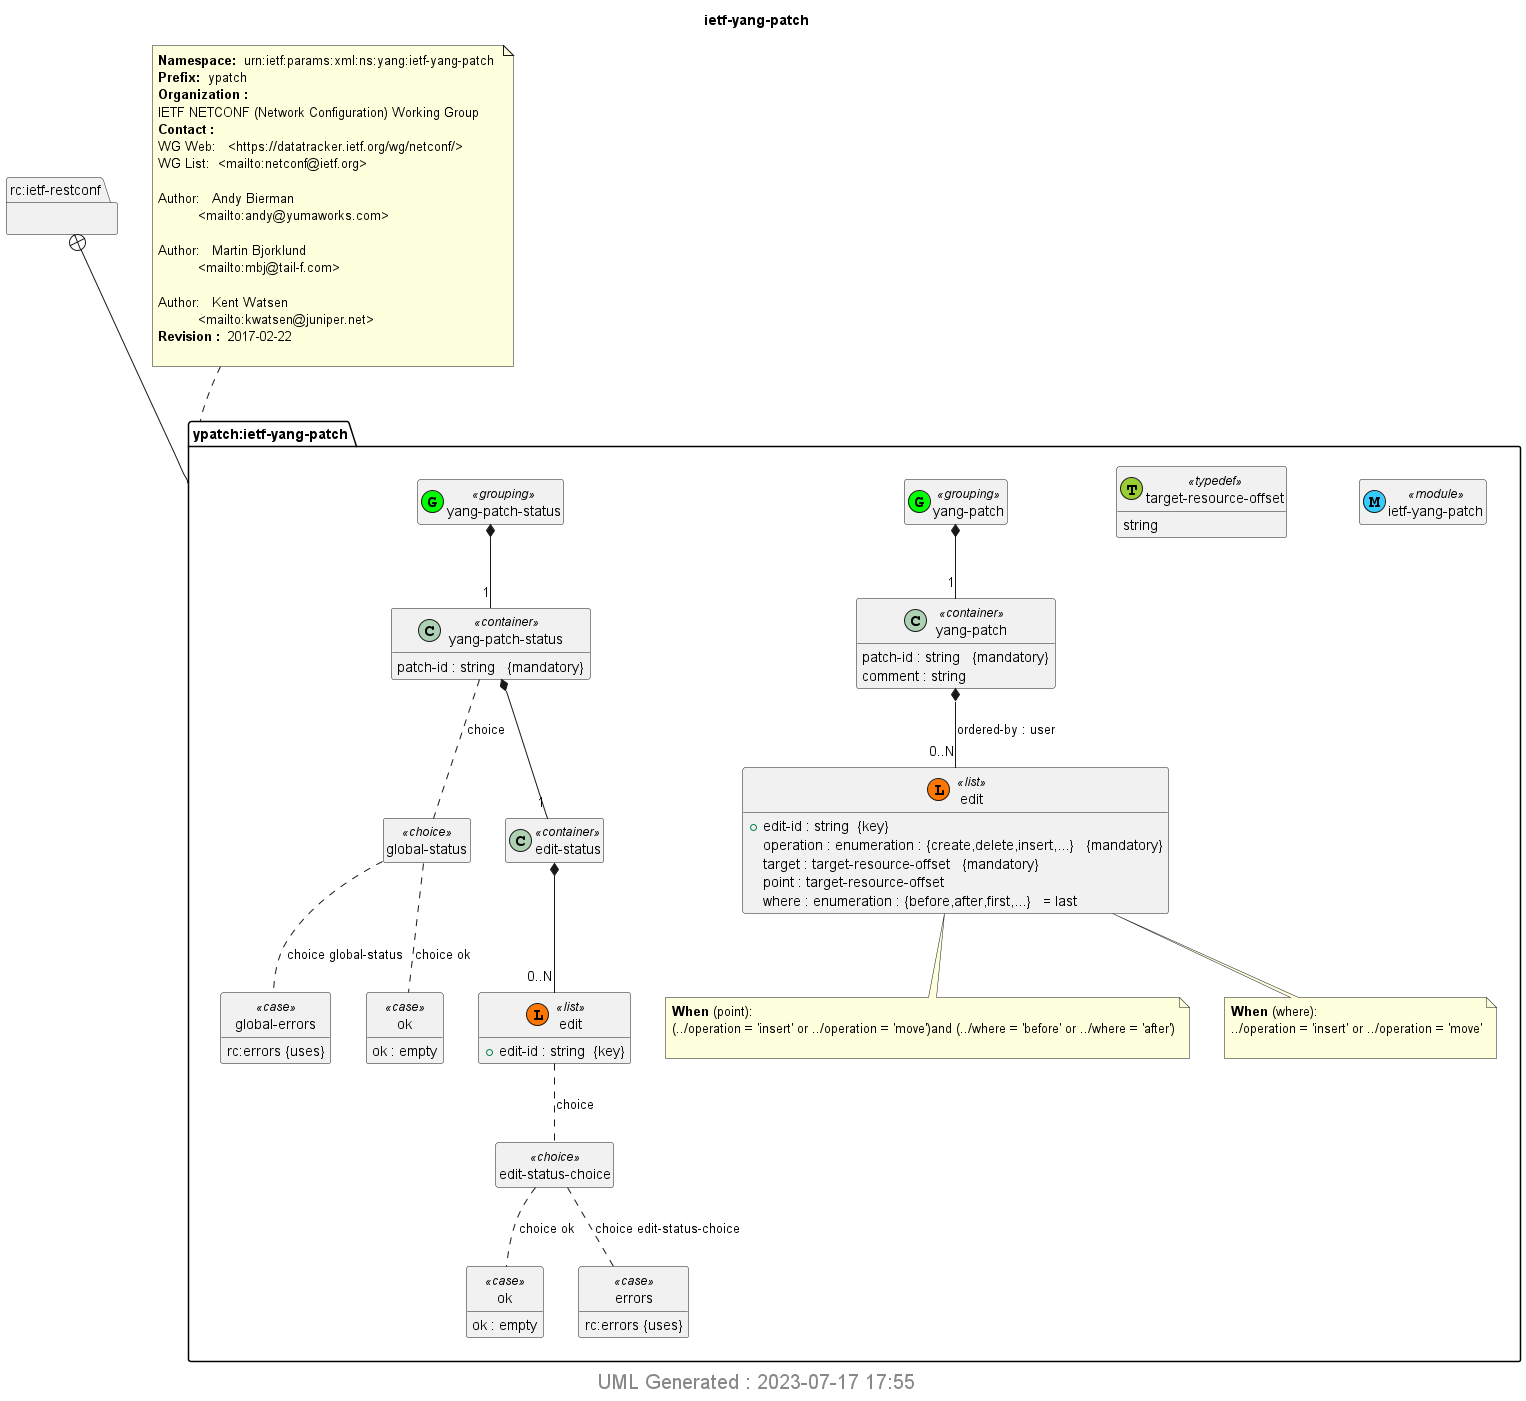 ietf-yang-patch
Namespace:  urn:ietf:params:xml:ns:yang:ietf-yang-patch
Prefix:  ypatch
Organization :
IETF NETCONF (Network Configuration) Working Group
Contact :
WG Web:   <https://datatracker.ietf.org/wg/netconf/>
WG List:  <mailto:netconf@ietf.org>
Author:   Andy Bierman
<mailto:andy@yumaworks.com>
Author:   Martin Bjorklund
<mailto:mbj@tail-f.com>
Author:   Kent Watsen
<mailto:kwatsen@juniper.net>
Revision :  2017-02-22
rc:ietf-restconf
ypatch:ietf-yang-patch
G
«grouping»
yang-patch-status
G
«grouping»
yang-patch
T
«typedef»
target-resource-offset
string
M
«module»
ietf-yang-patch
1
1
C
«container»
yang-patch-status
patch-id : string   {mandatory}
C
«container»
yang-patch
patch-id : string   {mandatory}
comment : string
choice
1
ordered-by : user
0..N
«choice»
global-status
C
«container»
edit-status
L
«list»
edit
edit-id : string  {key}
operation : enumeration : {create,delete,insert,...}   {mandatory}
target : target-resource-offset   {mandatory}
point : target-resource-offset
where : enumeration : {before,after,first,...}   = last
choice global-status
choice ok
0..N
«case»
global-errors
rc:errors {uses}
«case»
ok
ok : empty
L
«list»
edit
edit-id : string  {key}
When (point):
(../operation = 'insert' or ../operation = 'move')and (../where = 'before' or ../where = 'after')
When (where):
../operation = 'insert' or ../operation = 'move'
choice
«choice»
edit-status-choice
choice ok
choice edit-status-choice
«case»
ok
ok : empty
«case»
errors
rc:errors {uses}
UML Generated : 2023-07-17 17:55